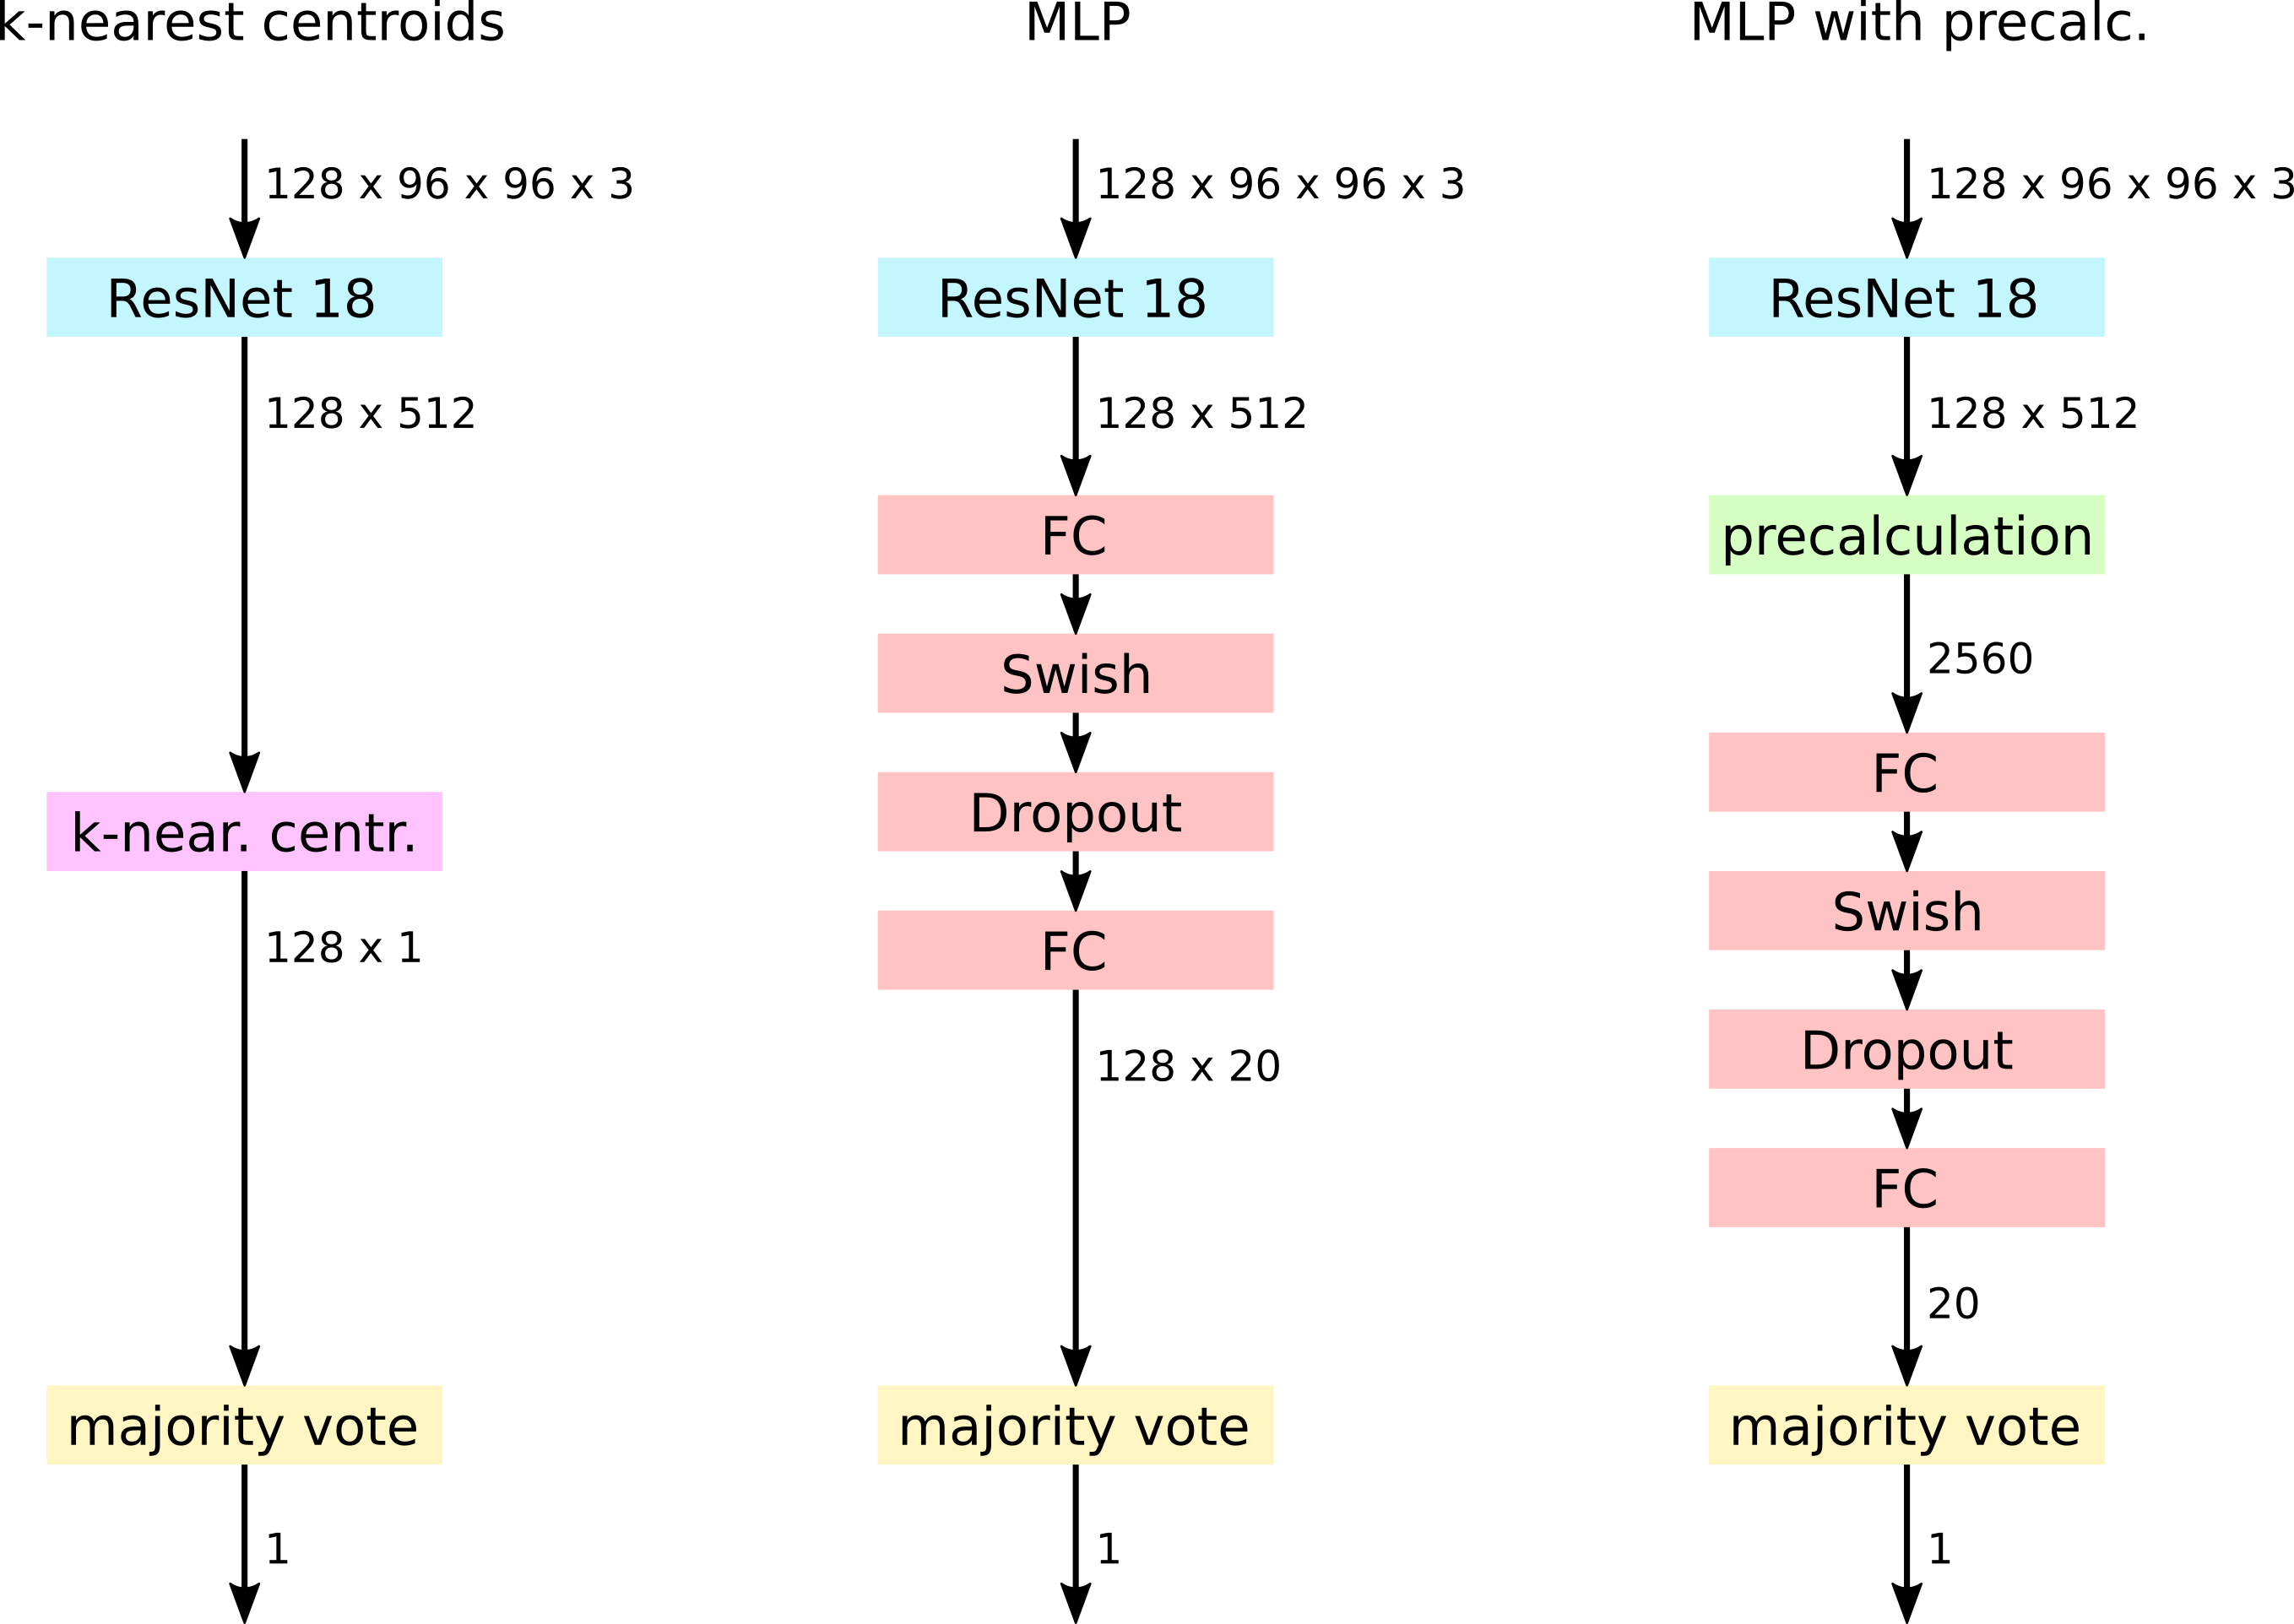 k-nearest centroids
128 x 96 x 96 x 3
ResNet 18
128 x 512
k-near. centr.
128 x 1
majority vote
1
MLP
128 x 96 x 96 x 3
ResNet 18
128 x 512
FC
Swish
Dropout
FC
128 x 20
majority vote
1
MLP with precalc.
128 x 96 x 96 x 3
ResNet 18
128 x 512
precalculation
2560
FC
Swish
Dropout
FC
20
majority vote
1